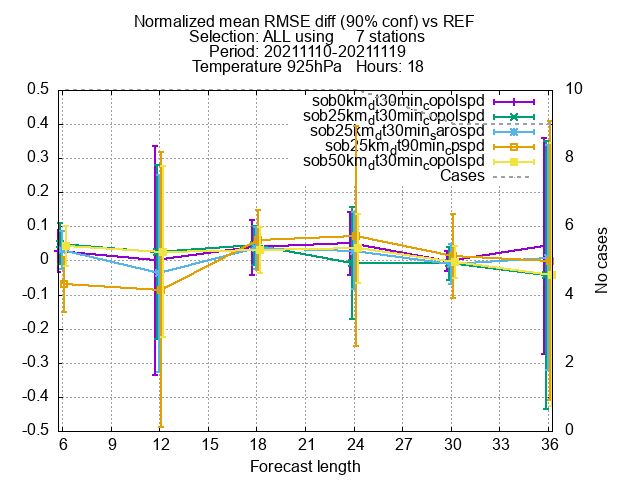 Normalized mean RMSE diff (90% conf) vs REF
Selection: ALL using 7 stations
Period: 20211110-20211119
Temperature 925hPa Hours: 18
0.5
0.4
0.3
0.2
0.1
0
-0.1
-0.2
-0.3
-0.4
-0.5
10
8
6
4
2
0
No cases
sob0km_dt30min_copolspd
sob25km_dt30min_copolspd
sob25km_dt30min_sarospd
sob25km_dt90min_cpspd
sob50km_dt30min_copolspd
Cases
6 9 12 15 18 21 24 27 30 33 36
Forecast length